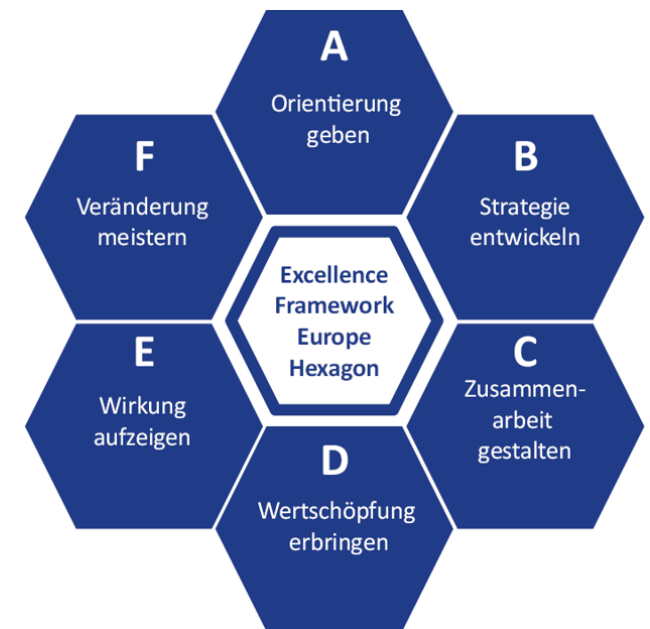 A
Orientierung
geben
B
Strategie
entwickeln
C
Zusammen-
arbeit
gestalten
D
Wertschöpfung
erbringen
E
Wirkung
aufzeigen
F
Veränderung
meistern
Excellence
Framework
Europe
Hexagon